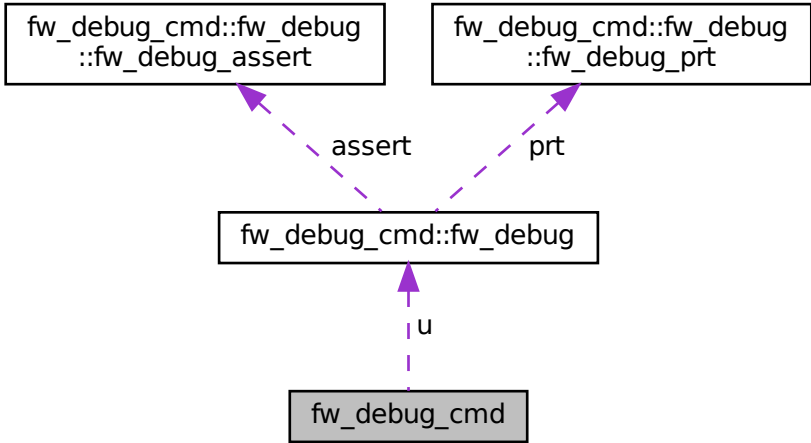 fw_debug_cmd::fw_debug
::fw_debug_assert
fw_debug_cmd::fw_debug
::fw_debug_prt
assert
prt
fw_debug_cmd::fw_debug
u
fw_debug_cmd